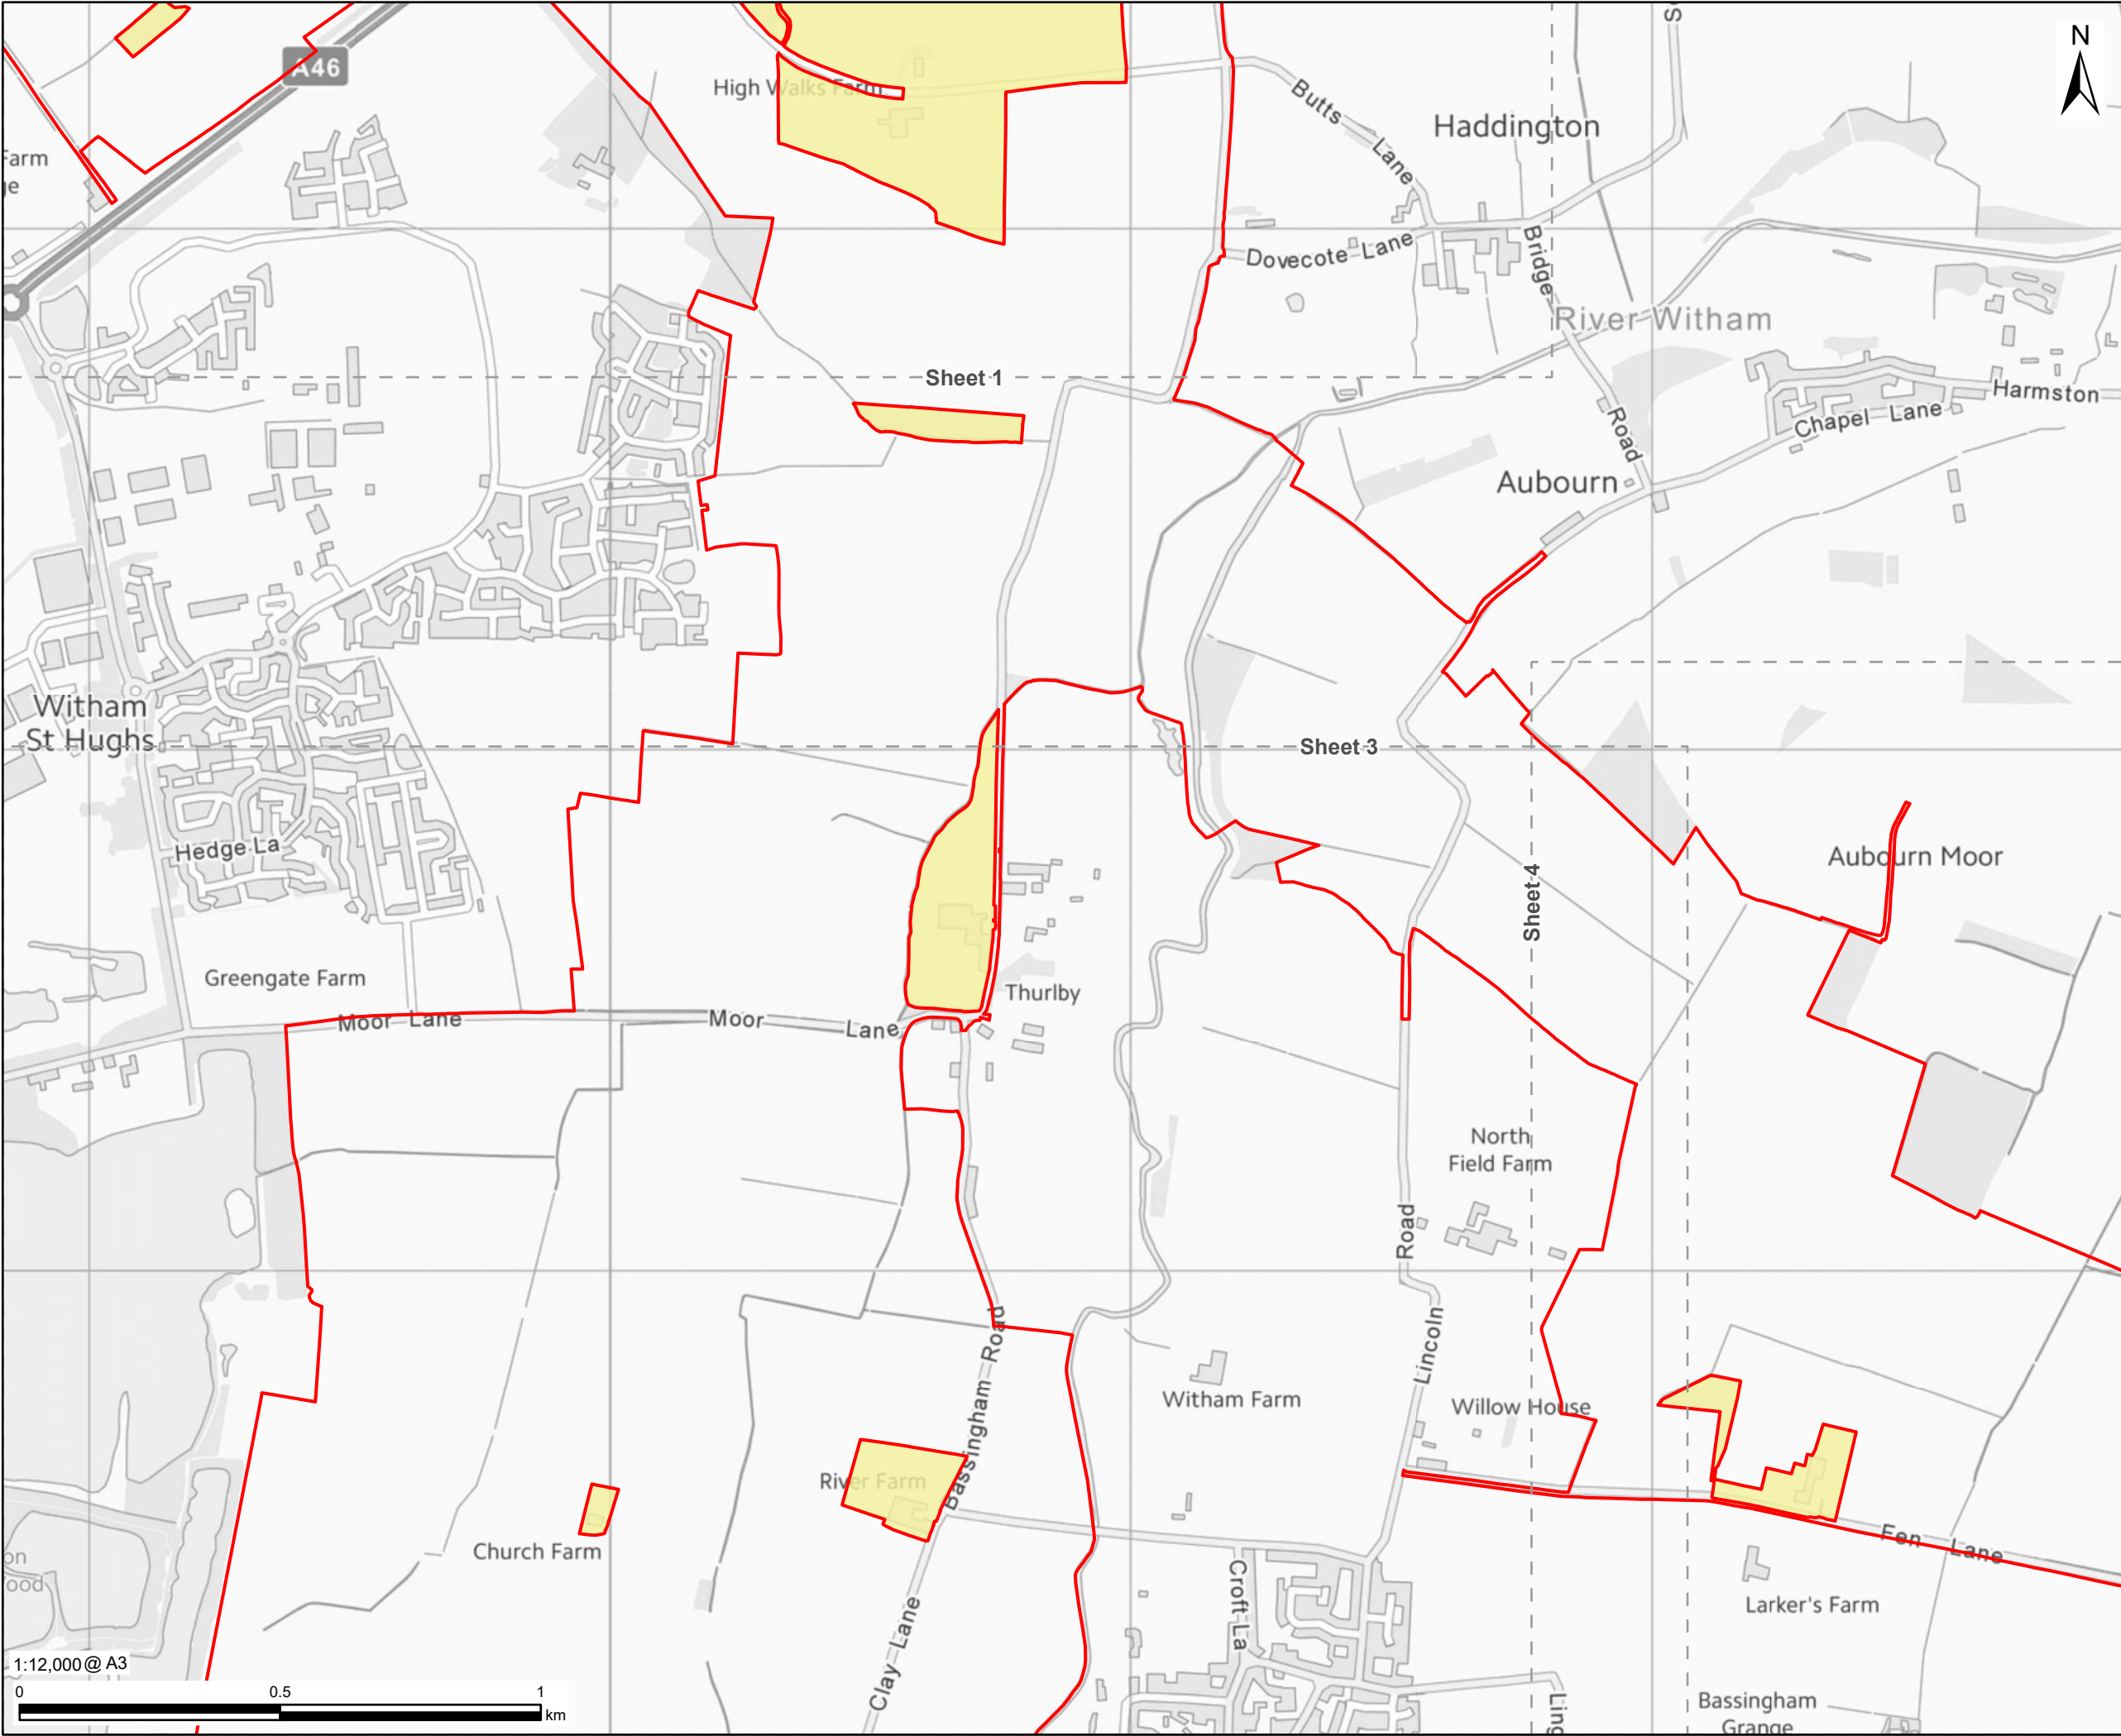 N
A46
High Walks Farm
Farm
Butts
Lane
Haddington
Dovecote Lane
Bridge
Road
River Witham
Sheet 1
Harmston
Chapel Lane
Aubourn
Witham
St Hughs
Sheet 3
Hedge La
Sheet 4
Aubourn Moor
Greengate Farm
Thurlby
Moor Lane
Moor
Lane
North
Field Farm
Road
Lincoln
Bassingham Road
Witham Farm
Willow House
River Farm
Church Farm
Fen Lane
Croft La
Larker's Farm
Clay Lane
Bassingham
Grange
Ling
on
ood
1:12,000 @ A3
0 0.5 1
km